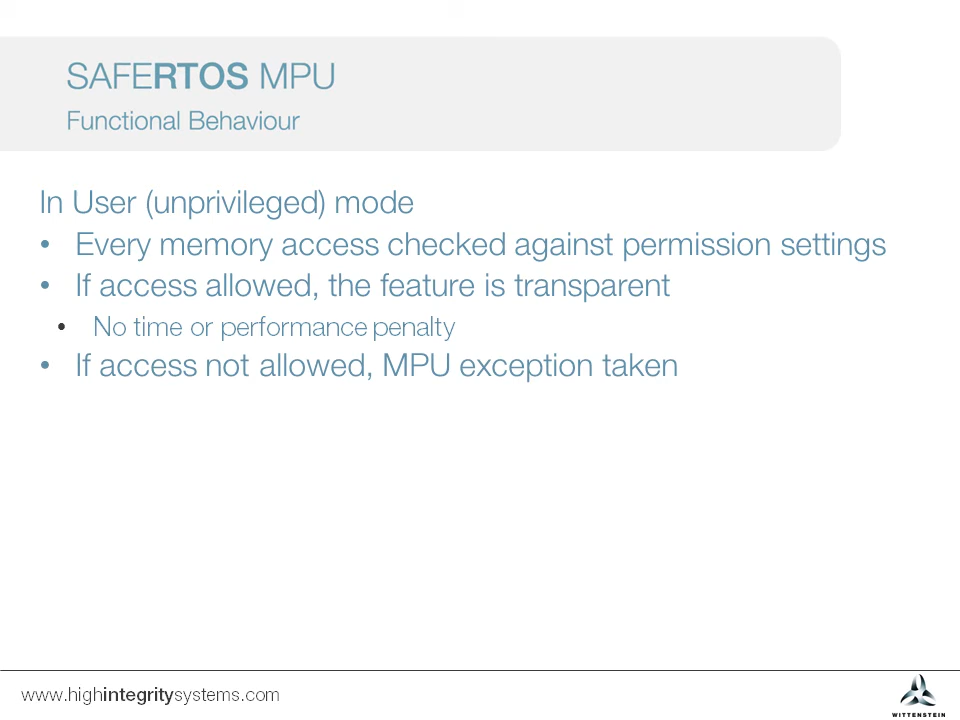 SAFERTOS MPU
Functional Behaviour
In User (unprivileged) mode
• Every memory access checked against permission settings
• If access allowed, the feature is transparent
• No time or performance penalty
• If access not allowed, MPU exception taken
www.highintegritysystems.com
WITTENSTEIN